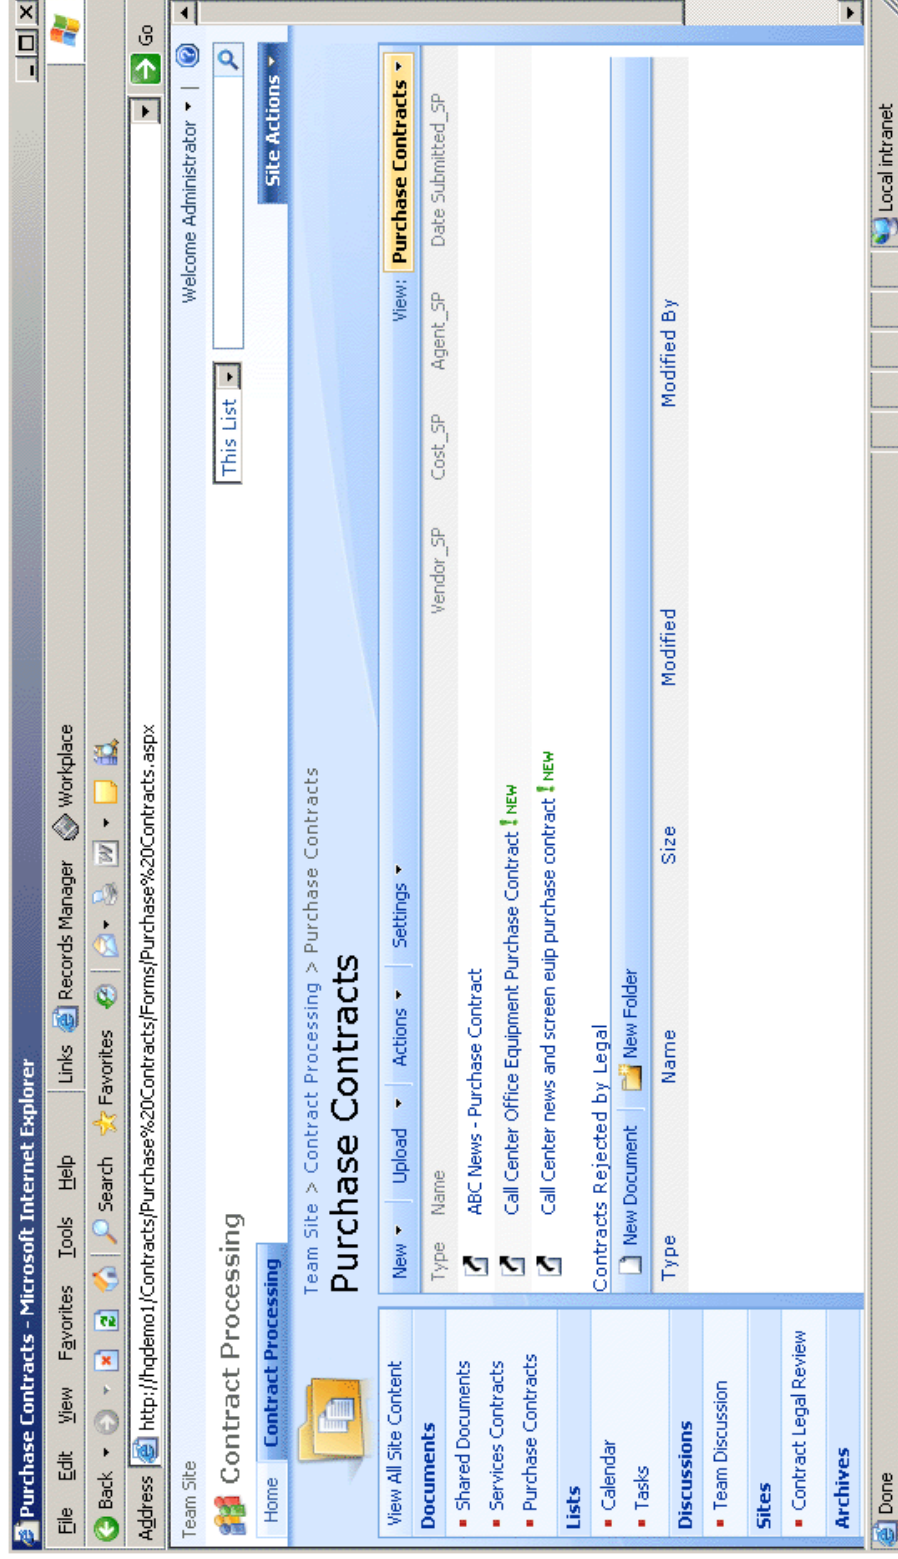 Purchase Contracts - Microsoft Internet Explorer
File Edit View Favorites Tools Help Links Records Manager Workplace
Back Search Favorites
Address http://hqdemo1/Contracts/Purchase%20Contracts/Forms/Purchase%20Contracts.aspx Go
Team Site Welcome Administrator
Contract Processing This List
Home Contract Processing Site Actions
Team Site > Contract Processing > Purchase Contracts
Purchase Contracts
View All Site Content
Documents
Shared Documents
Services Contracts
Purchase Contracts
Lists
Calendar
Tasks
Discussions
Team Discussion
Sites
Contract Legal Review
Archives
New Upload Actions Settings View: Purchase Contracts
Type Name Vendor_SP Cost_SP Agent_SP Date Submitted_SP
ABC News - Purchase Contract
Call Center Office Equipment Purchase Contract ! NEW
Call Center news and screen euip purchase contract ! NEW
Contracts Rejected by Legal
New Document New Folder
Type Name Size Modified Modified By
Done Local intranet